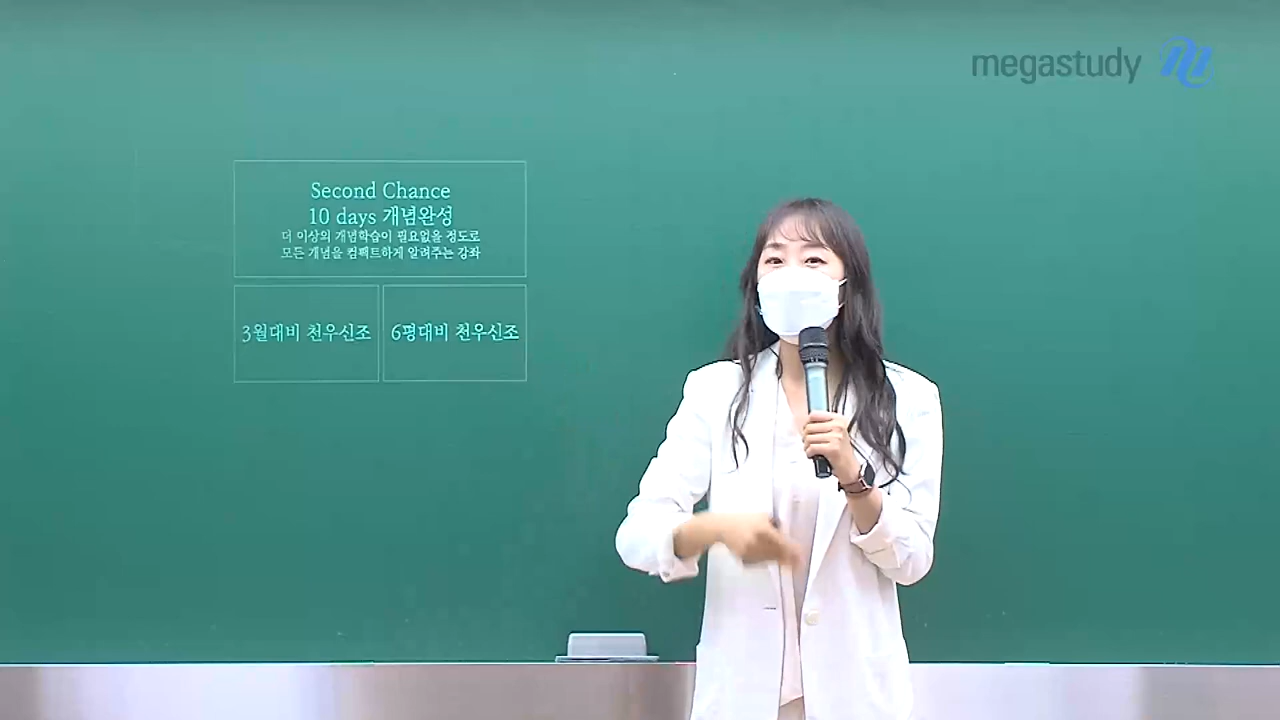 megastudy
Second Chance
10 days 개념완성
더 이상의 개념학습이 필요없을 정도로
모든 개념을 컴팩트하게 알려주는 강좌
3월대비 천우신조
6평대비 천우신조